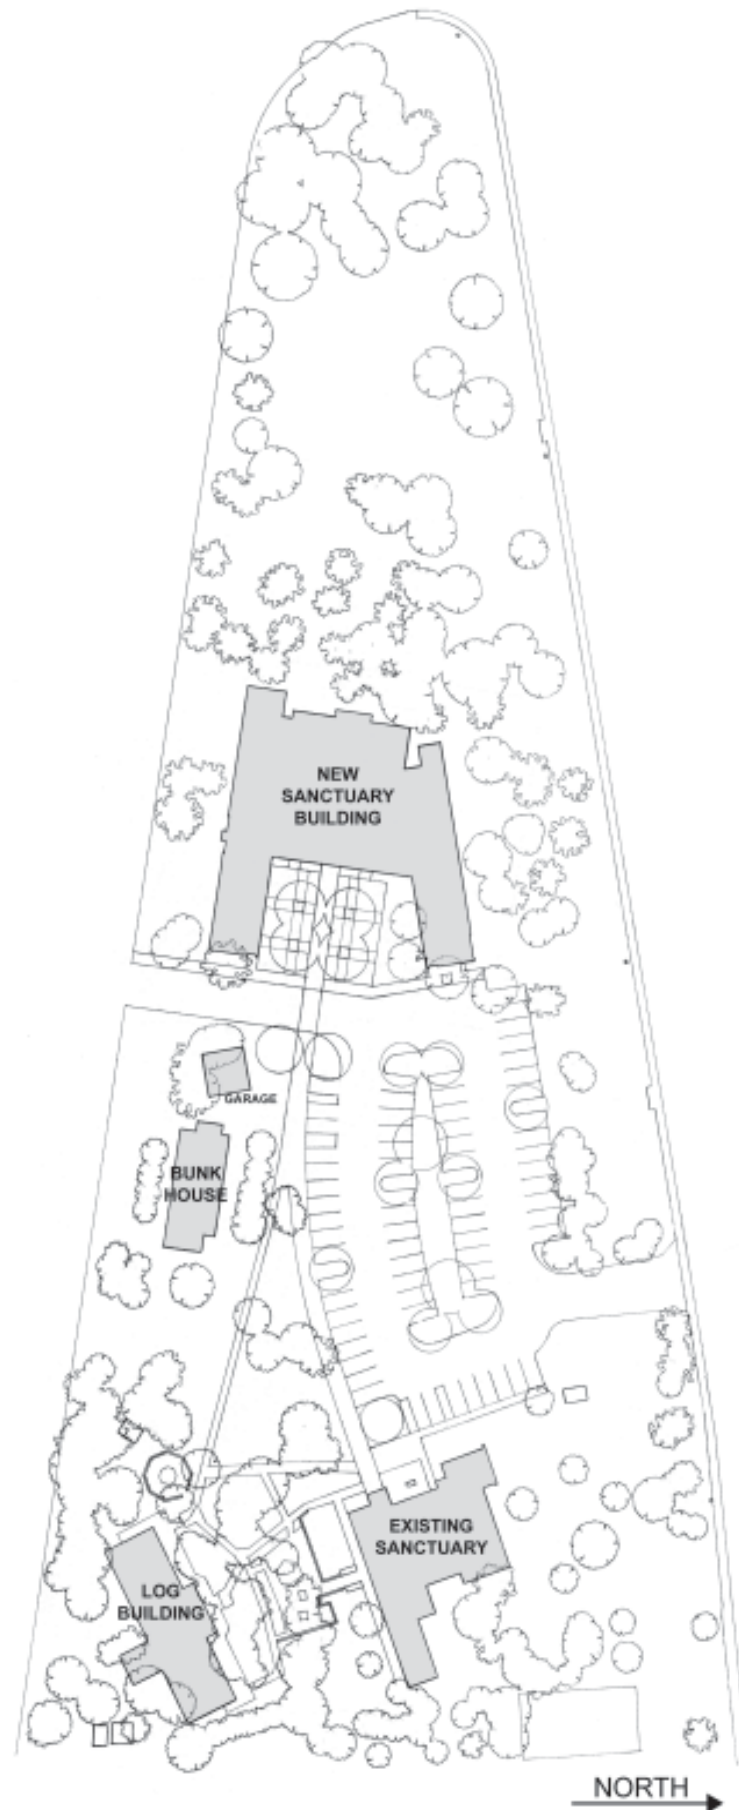 NEW
SANCTUARY
BUILDING
GARAGE
BUNK
HOUSE
EXISTING
SANCTUARY
LOG
BUILDING
NORTH